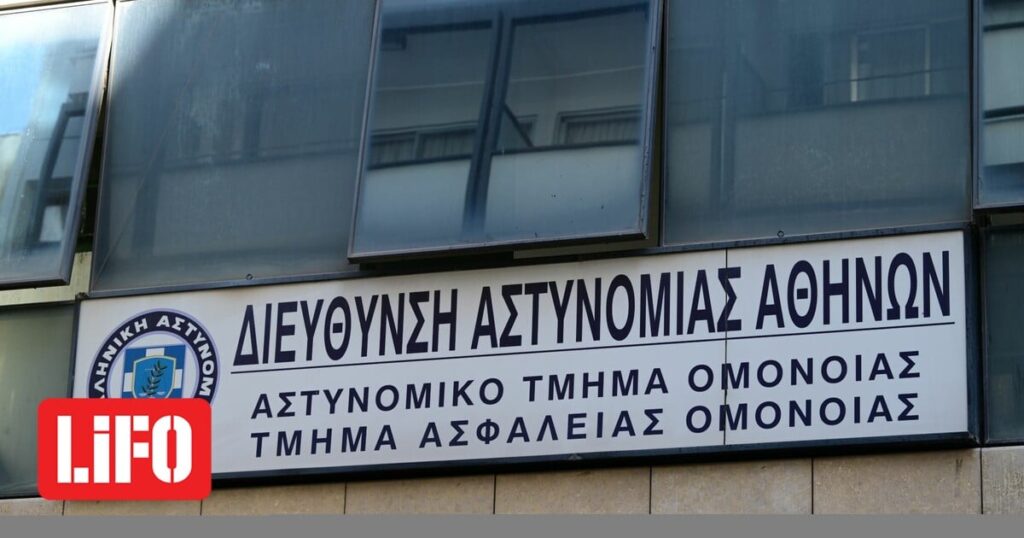 ΔΙΕΥΘΥΝΣΗ ΑΣΤΥΝΟΜΙΑΣ ΑΘΗΝΩΝ
ΑΣΤΥΝΟΜΙΚΟ ΤΜΗΜΑ ΟΜΟΝΟΙΑΣ
ΤΜΗΜΑ ΑΣΦΑΛΕΙΑΣ ΟΜΟΝΟΙΑΣ
LiFO